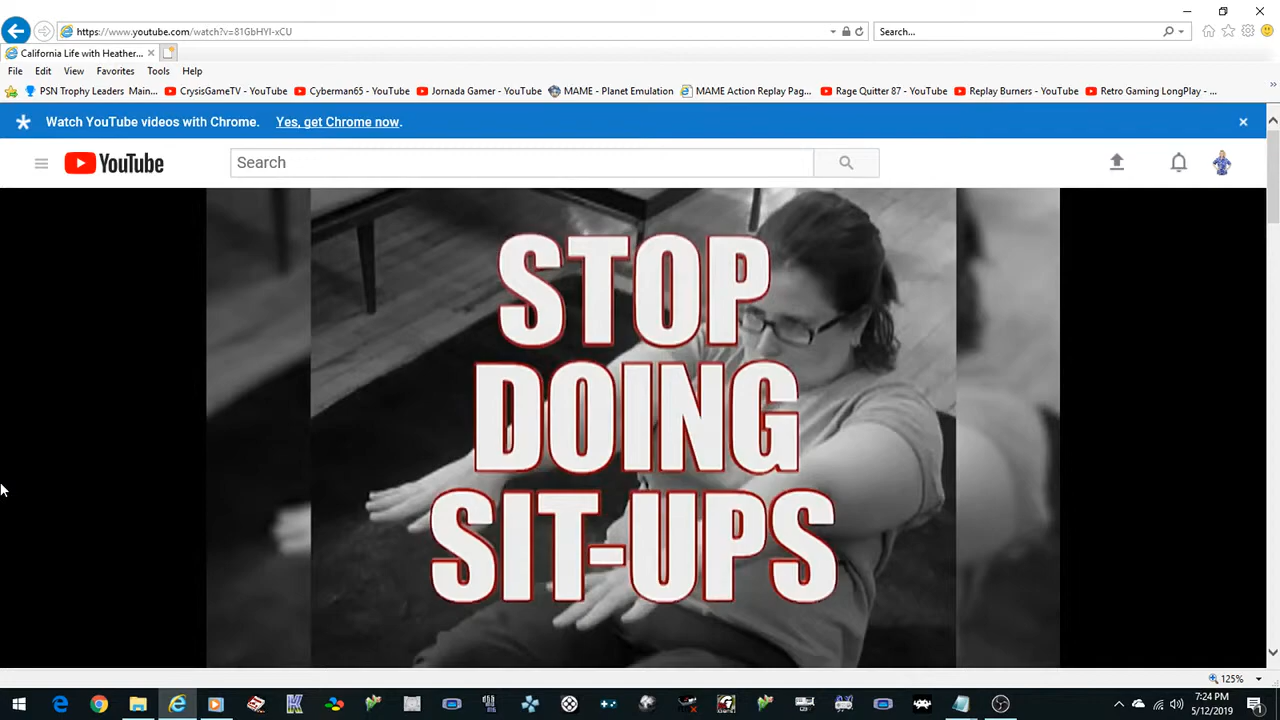 https://www.youtube.com/watch?v=81GbHYI-xCU
Search...
California Life with Heather...
File Edit View Favorites Tools Help
PSN Trophy Leaders Main... CrysisGameTV - YouTube Cyberman65 - YouTube Jornada Gamer - YouTube MAME - Planet Emulation MAME Action Replay Pag... Rage Quitter 87 - YouTube Replay Burners - YouTube Retro Gaming LongPlay - ...
Watch YouTube videos with Chrome. Yes, get Chrome now.
YouTube
Search
STOP
DOING
SIT-UPS
125%
7:24 PM
5/12/2019